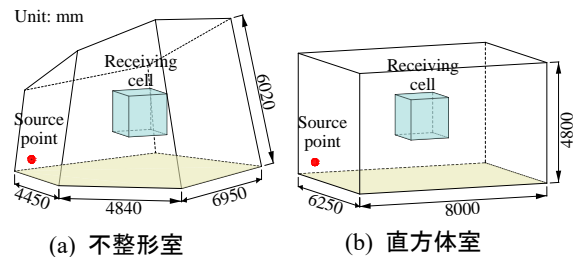 Unit: mm
Receiving
cell
Source
point
6020
4450
4840
6950
(a) 不整形室
Receiving
cell
Source
point
4800
6250
8000
(b) 直方体室